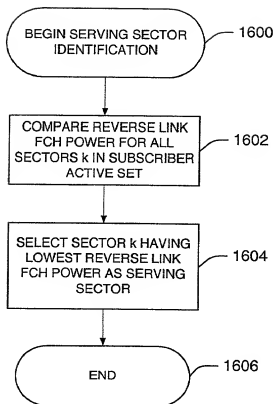 BEGIN SERVING SECTOR
IDENTIFICATION
1600
COMPARE REVERSE LINK
FCH POWER FOR ALL
SECTORS k IN SUBSCRIBER
ACTIVE SET
1602
SELECT SECTOR k HAVING
LOWEST REVERSE LINK
FCH POWER AS SERVING
SECTOR
1604
END
1606